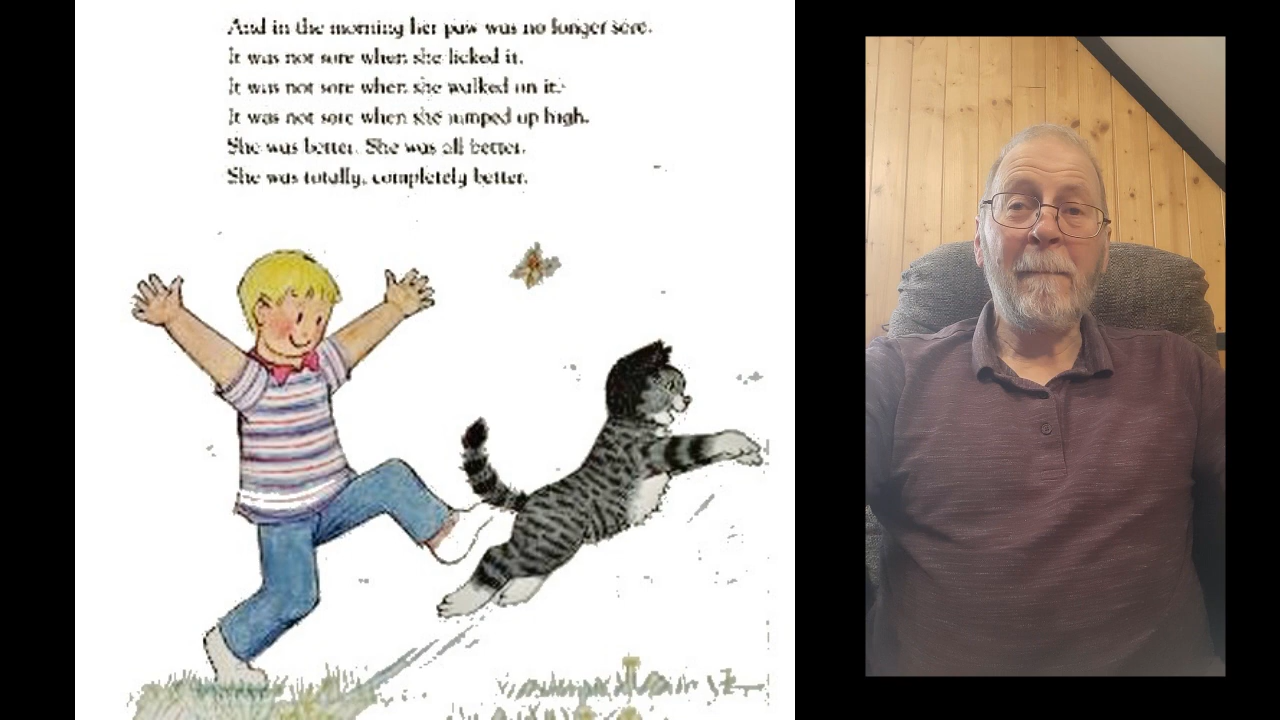 And in the morning her paw was no longer sore.
It was not sore when she licked it.
It was not sore when she walked on it.
It was not sore when she jumped up high.
She was better. She was all better.
She was totally, completely better.